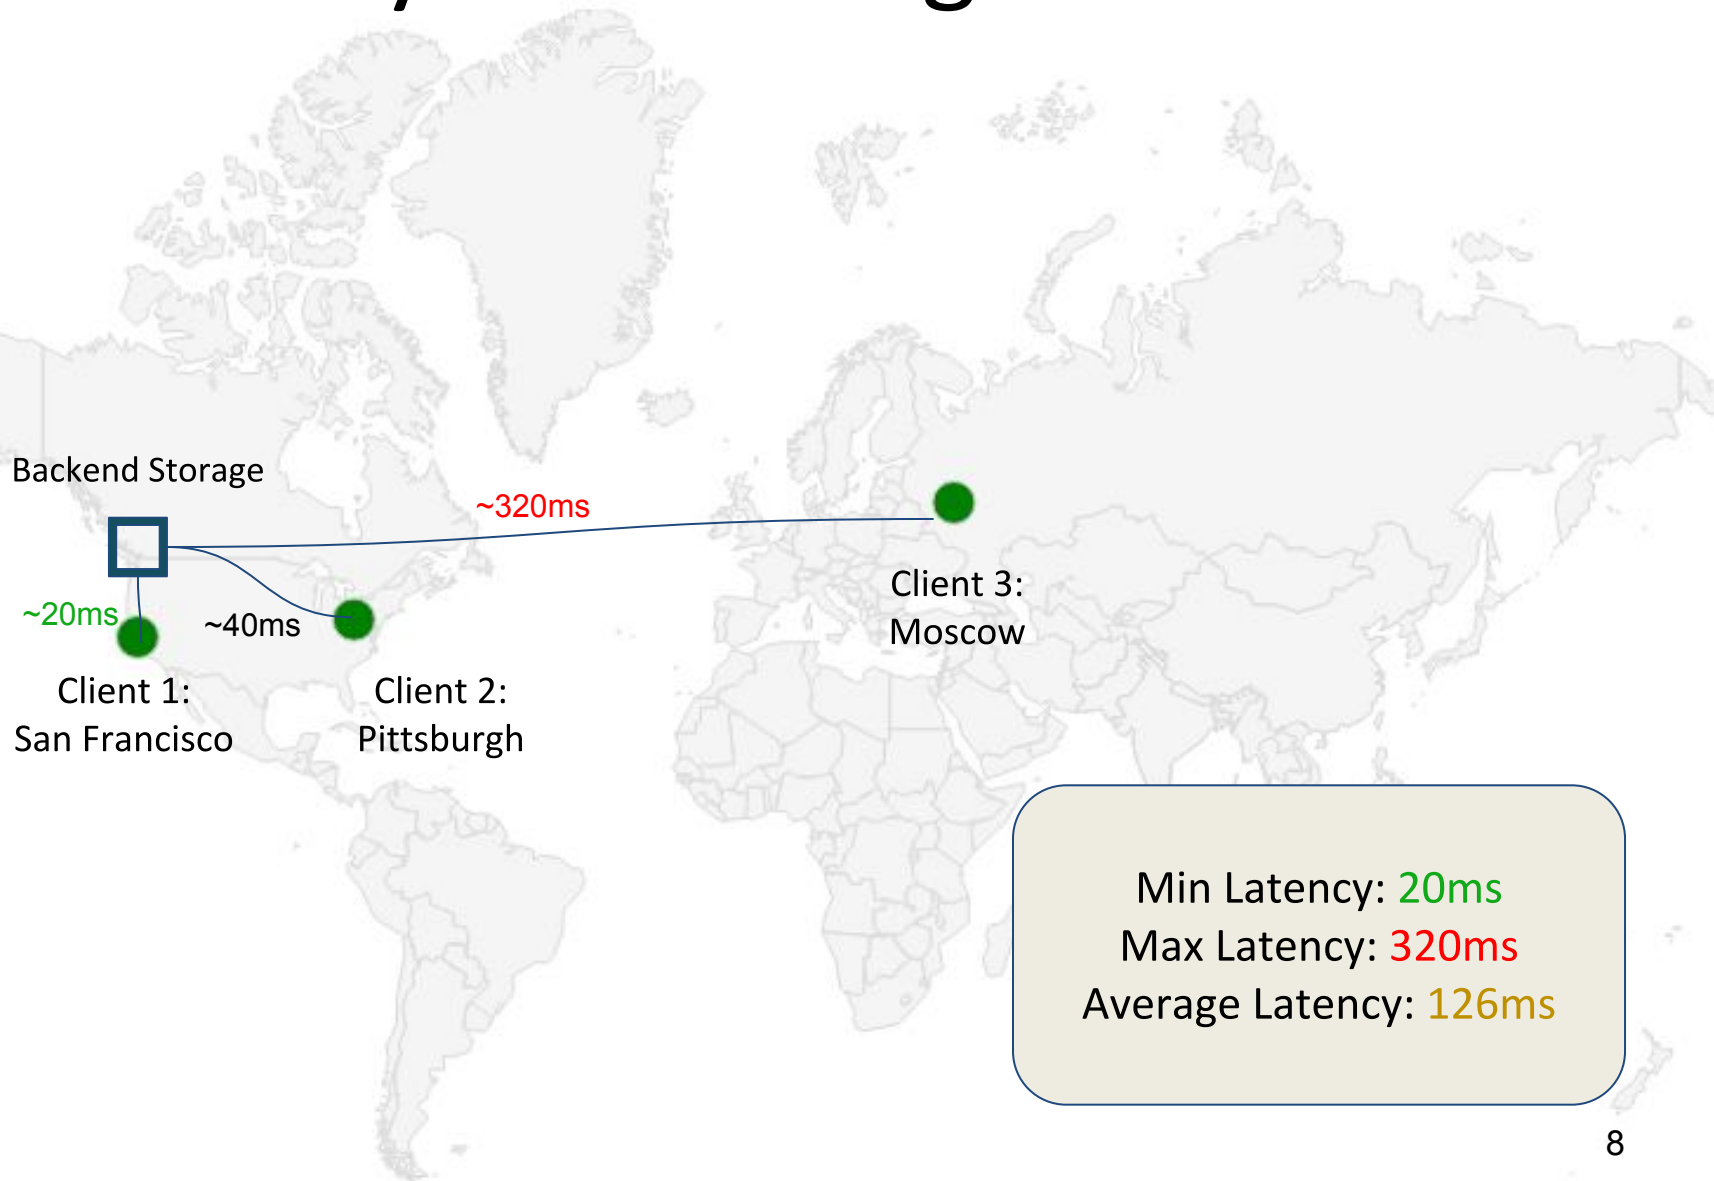 Backend Storage
~320ms
~20ms
~40ms
Client 1:
San Francisco
Client 2:
Pittsburgh
Client 3:
Moscow
Min Latency: 20ms
Max Latency: 320ms
Average Latency: 126ms
8